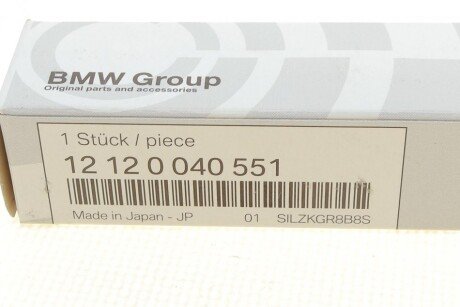 BMW Group
Original parts and accessories
1 Stück / piece
12 12 0 040 551
Made in Japan - JP 01 SILZKGR8B8S